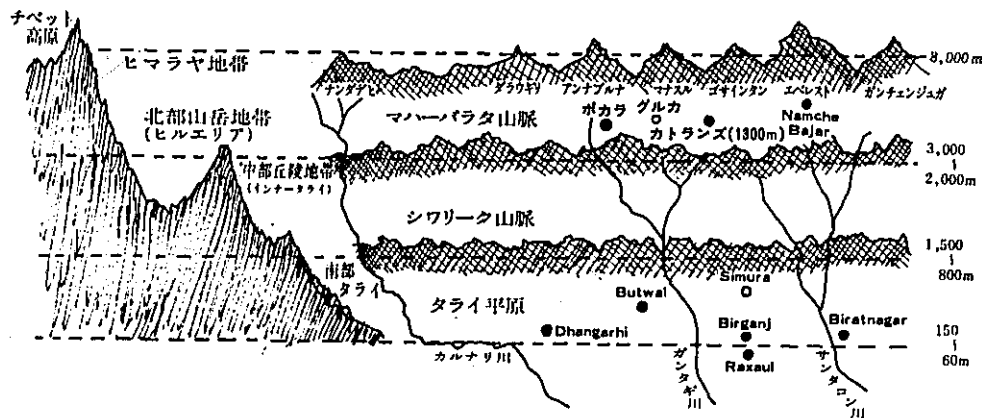 チベット
高原
ヒマラヤ地帯
8,000m
ナンダデビ
ダラウギリ
アンナプルナ
マナスル
ゴサインタン
エベレスト
ガンチェンジュガ
北部山岳地帯
(ヒルエリア)
マハーバラタ山脈
ポカラ
グルカ
カトランズ(1300m)
Namche
Bajar
中部丘陵地帯
(インナータライ)
3,000
2,000m
シワリーク山脈
1,500
800m
南部
タライ
タライ平原
Butwal
Simura
Dhangarhi
Birganj
Biratnagar
Raxaul
150
60m
カルナリ川
ガンダギ川
サンタロン川